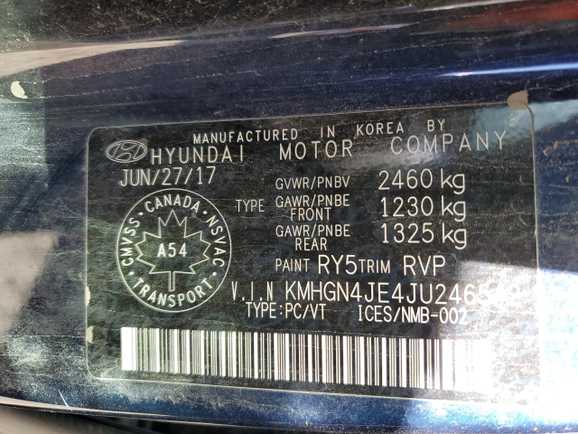 MANUFACTURED IN KOREA BY
HYUNDAI MOTOR COMPANY
JUN/27/17
GVWR/PNBV 2460 kg
TYPE GAWR/PNBE FRONT 1230 kg
GAWR/PNBE REAR 1325 kg
PAINT RY5 TRIM RVP
V.I.N
TYPE:PC/VT ICES/NMB-002
CMVSS · CANADA · NSVAC
A54
TRANSPORT